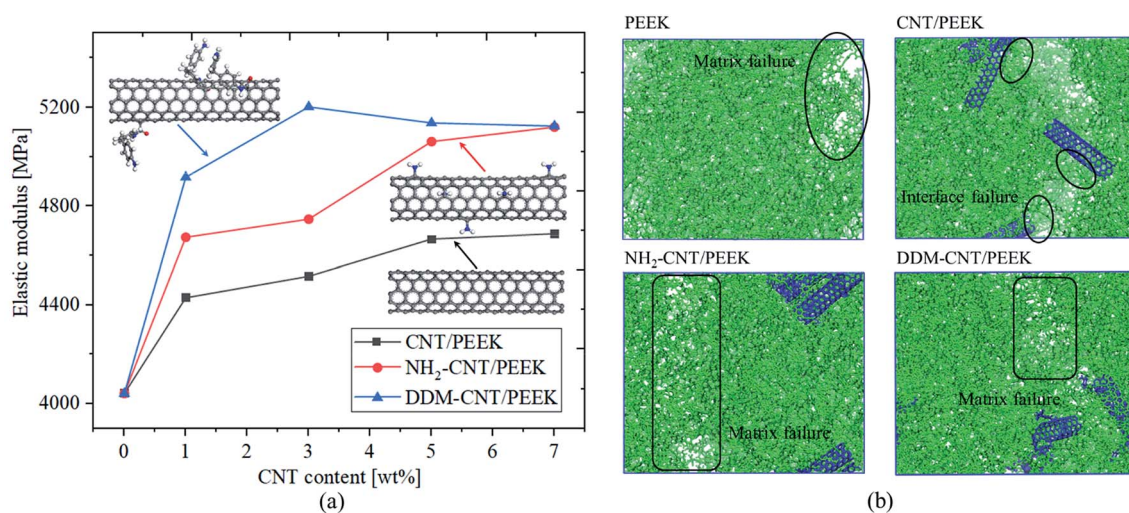 Elastic modulus [MPa]
5200
4800
4400
4000
0
1
2
3
4
5
6
7
CNT content [wt%]
CNT/PEEK
NH₂-CNT/PEEK
DDM-CNT/PEEK
(a)
PEEK
Matrix failure
CNT/PEEK
Interface failure
NH₂-CNT/PEEK
Matrix failure
DDM-CNT/PEEK
Matrix failure
(b)